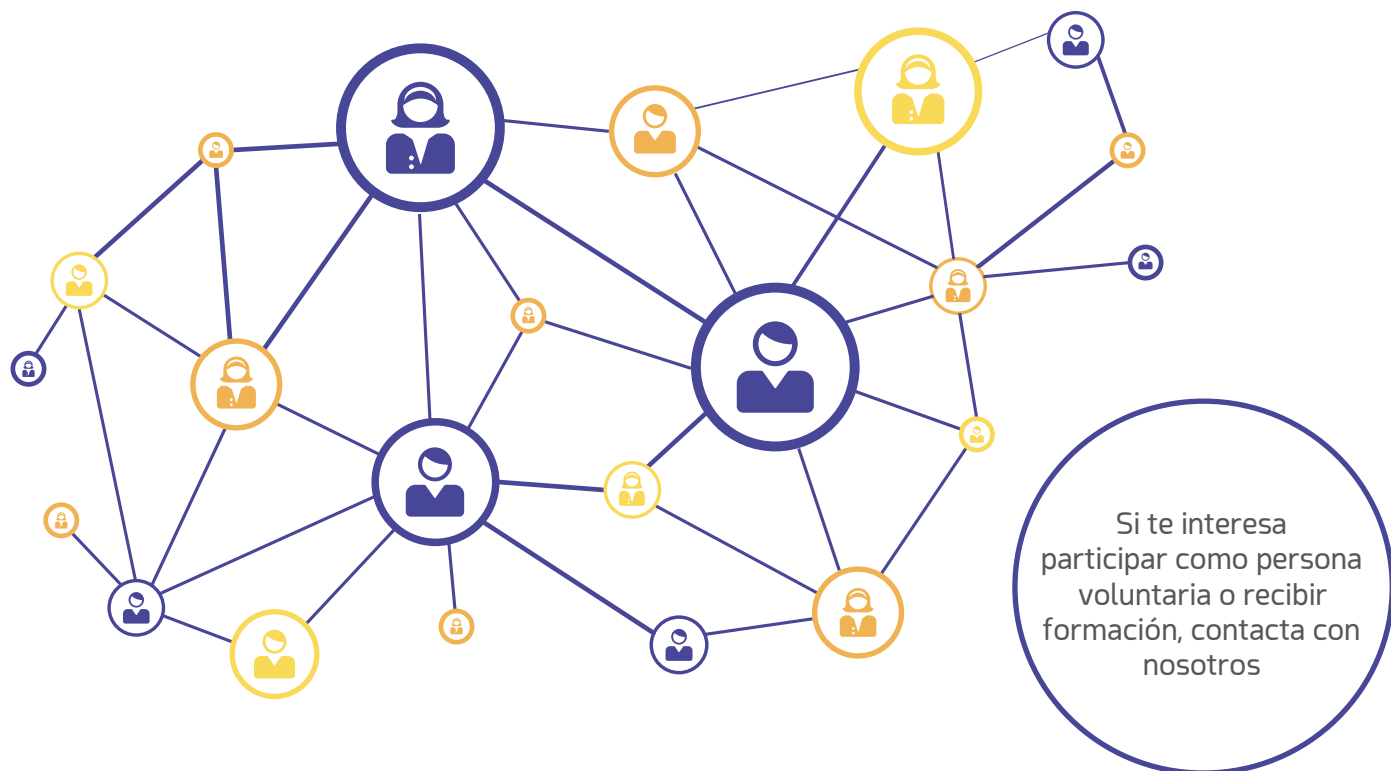 Si te interesa
participar como persona
voluntaria o recibir
formación, contacta con
nosotros